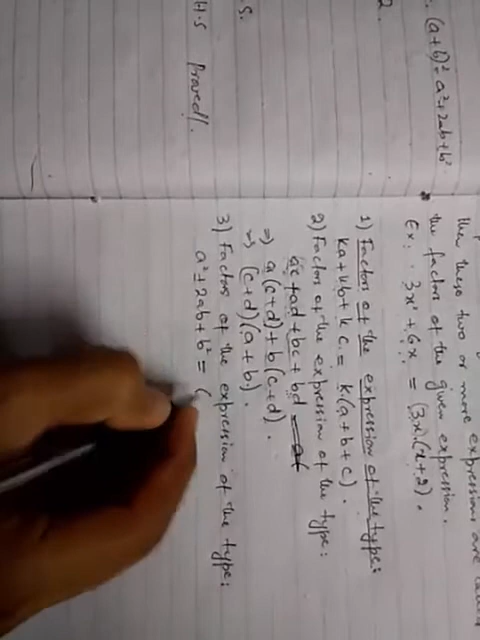 (a+b)² = a²+2ab+b²
2.
S.
H.S Proved//.
then these two or more expressions are
the factors of the given expression.
Ex: 3x² + 6x = (3x).(x+2).
1) Factors of the expression of the type:
ka+kb+kc = k.(a+b+c).
2) Factors of the expression of the type:
ac+ad+bc+bd
⇒ a(c+d)+b(c+d).
⇒ (c+d)(a+b).
3) Factors of the expression of the type:
a²±2ab+b² = (